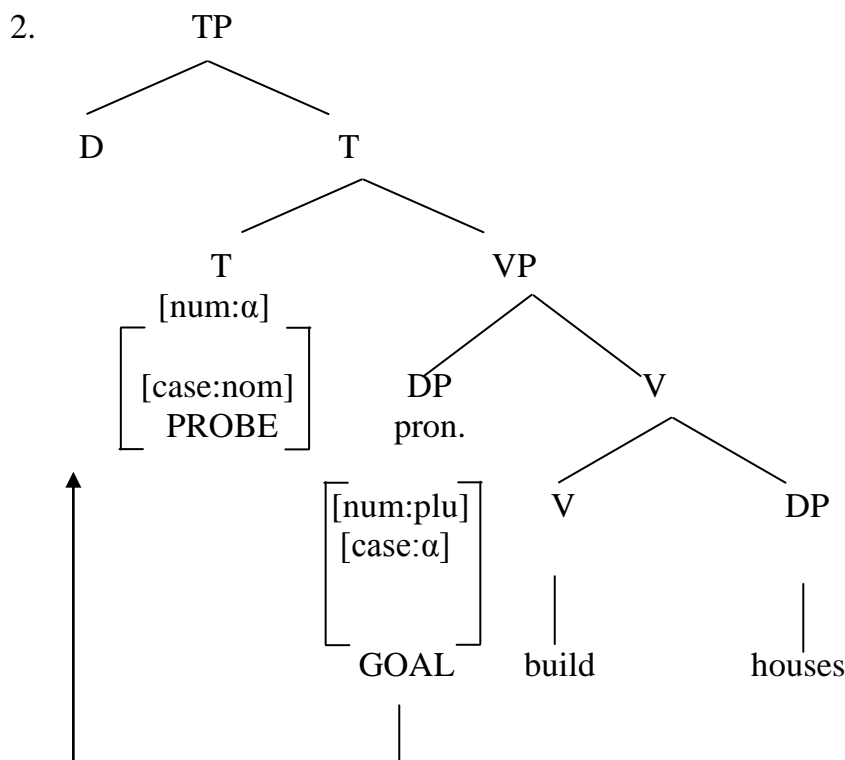 2. TP
D T
T VP
[num:α]
[case:nom] DP V
PROBE pron.
[num:plu] V DP
[case:α]
GOAL build houses